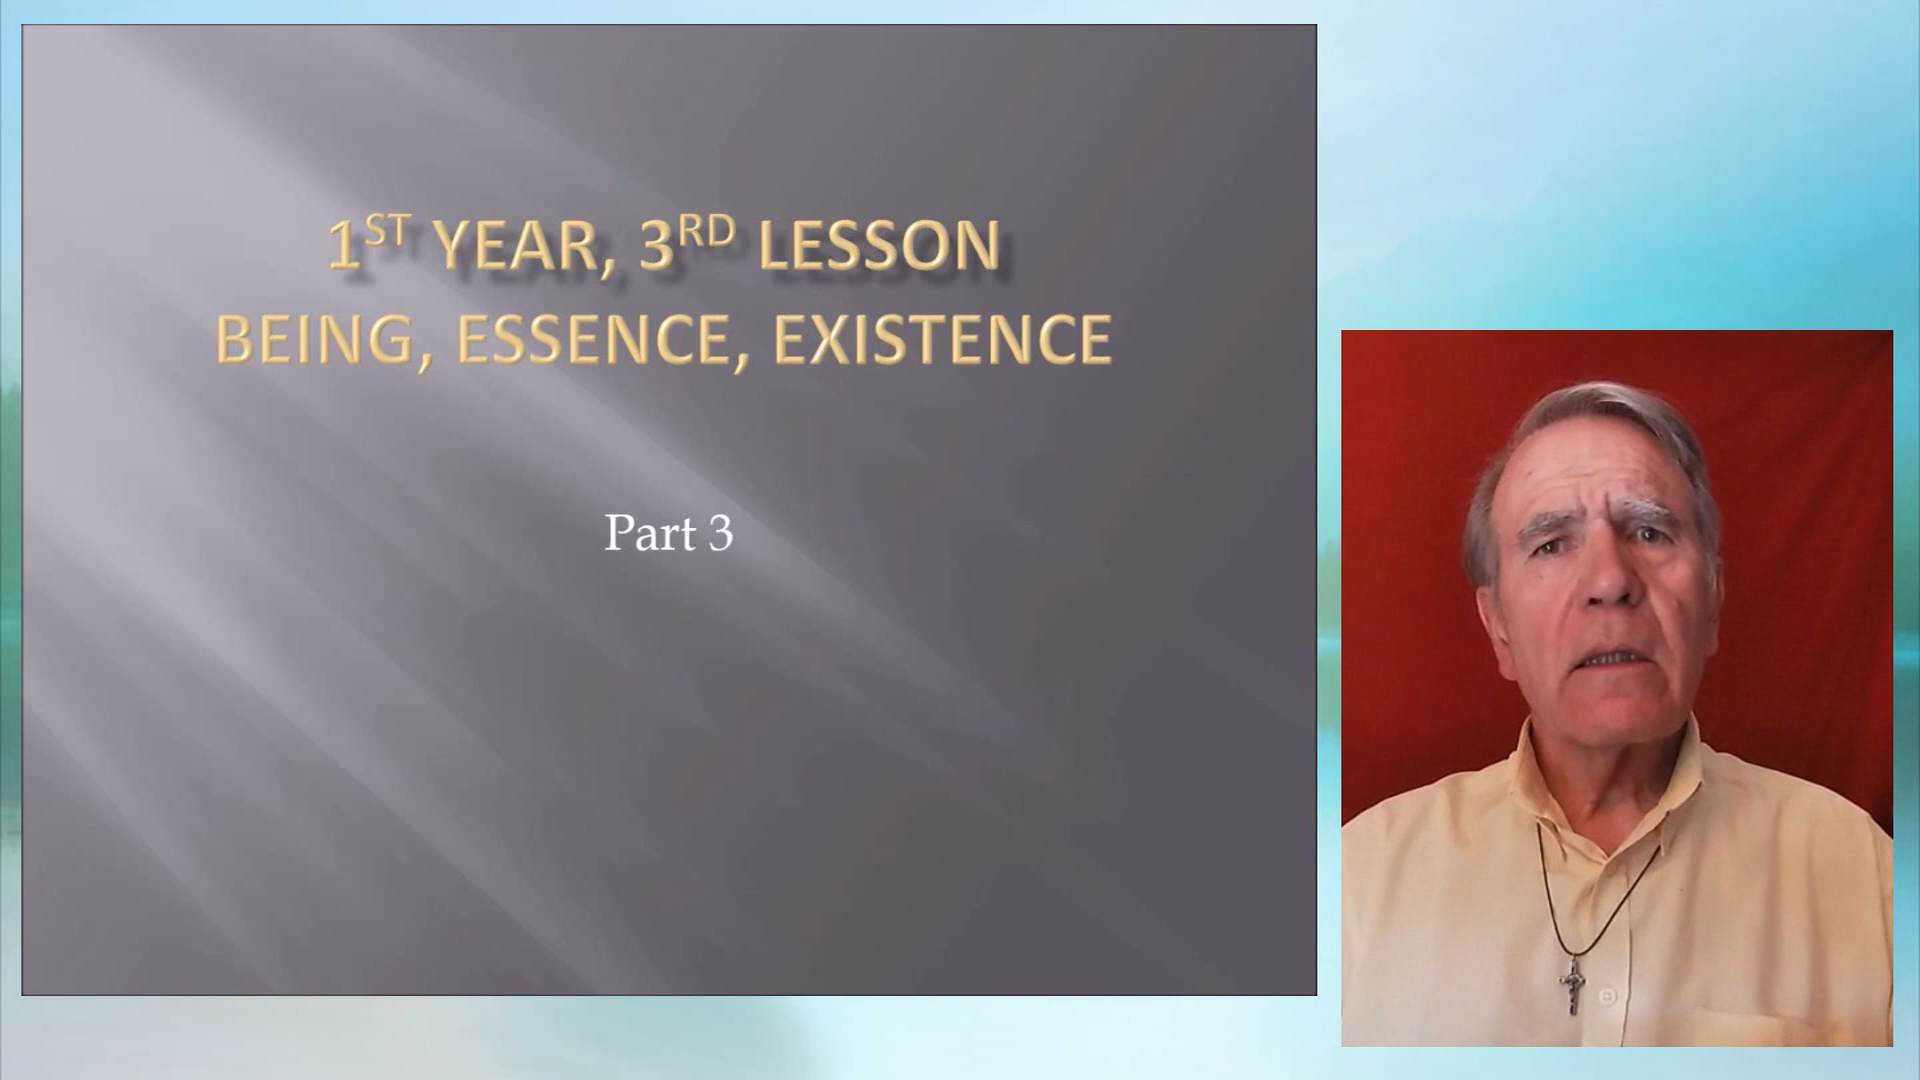 1ST YEAR, 3RD LESSON
BEING, ESSENCE, EXISTENCE
Part 3